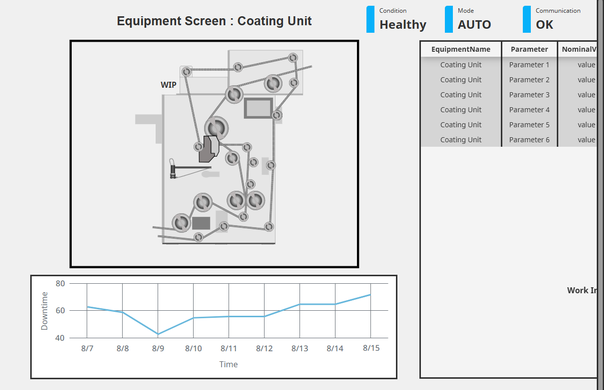 Equipment Screen : Coating Unit
Condition
Healthy
Mode
AUTO
Communication
OK
WIP
EquipmentName Parameter NominalV
Coating Unit Parameter 1 value
Coating Unit Parameter 2 value
Coating Unit Parameter 3 value
Coating Unit Parameter 4 value
Coating Unit Parameter 5 value
Coating Unit Parameter 6 value
Work In
80
60
40
Downtime
8/7 8/8 8/9 8/10 8/11 8/12 8/13 8/14 8/15
Time